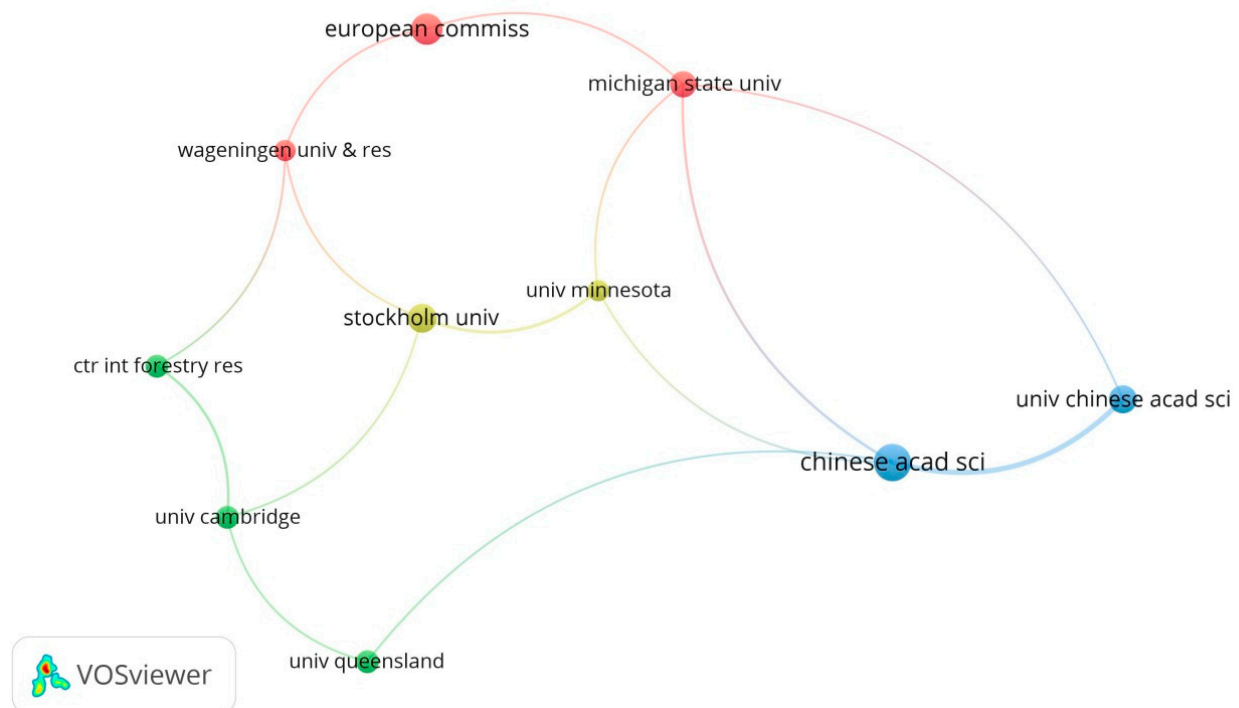 european commiss
michigan state univ
wageningen univ & res
univ minnesota
stockholm univ
ctr int forestry res
univ chinese acad sci
chinese acad sci
univ cambridge
univ queensland
VOSviewer